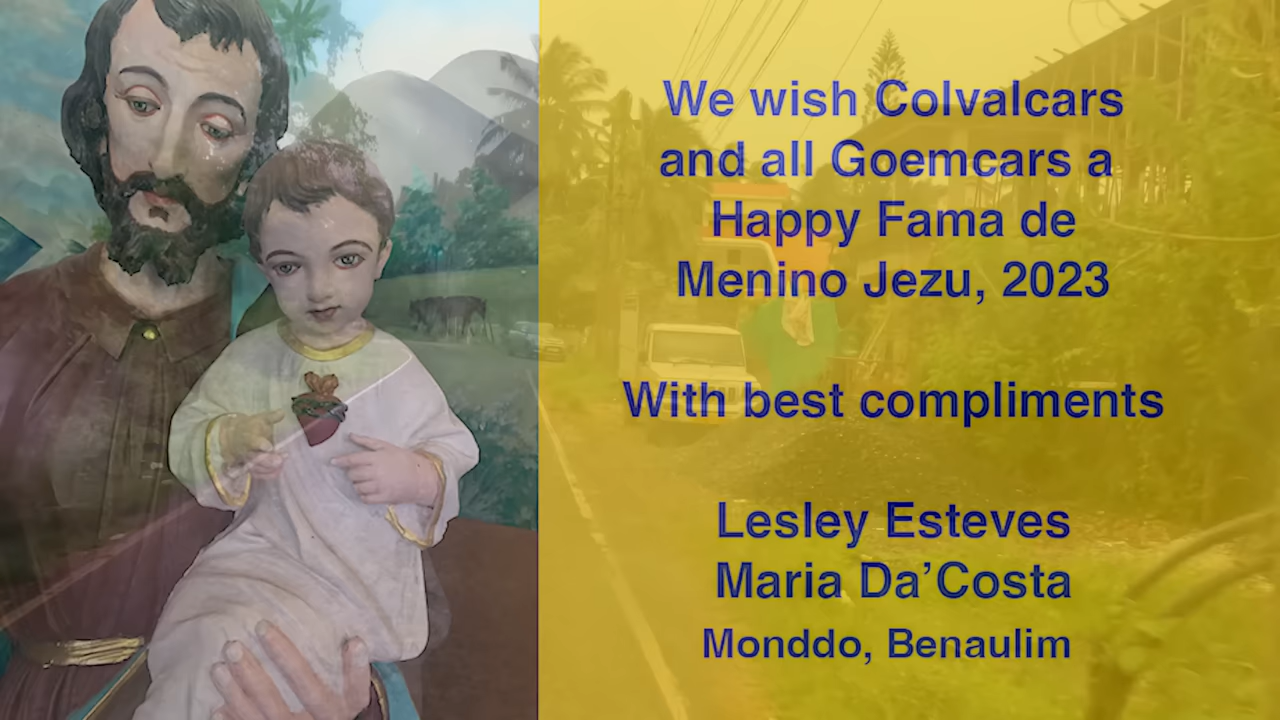 We wish Colvalcars
and all Goemcars a
Happy Fama de
Menino Jezu, 2023
With best compliments
Lesley Esteves
Maria Da’Costa
Monddo, Benaulim